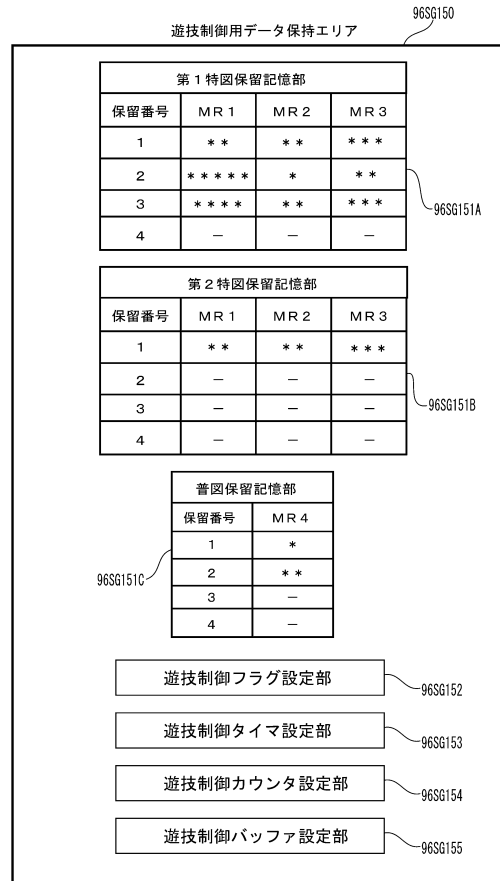 96SG150
遊技制御用データ保持エリア
第1特図保留記憶部
保留番号 MR1 MR2 MR3
1 ** ** ***
2 ***** * **
3 **** ** ***
4 − − −
96SG151A
第2特図保留記憶部
保留番号 MR1 MR2 MR3
1 ** ** ***
2 − − −
3 − − −
4 − − −
96SG151B
普図保留記憶部
保留番号 MR4
1 *
2 **
3 −
4 −
96SG151C
遊技制御フラグ設定部
96SG152
遊技制御タイマ設定部
96SG153
遊技制御カウンタ設定部
96SG154
遊技制御バッファ設定部
96SG155